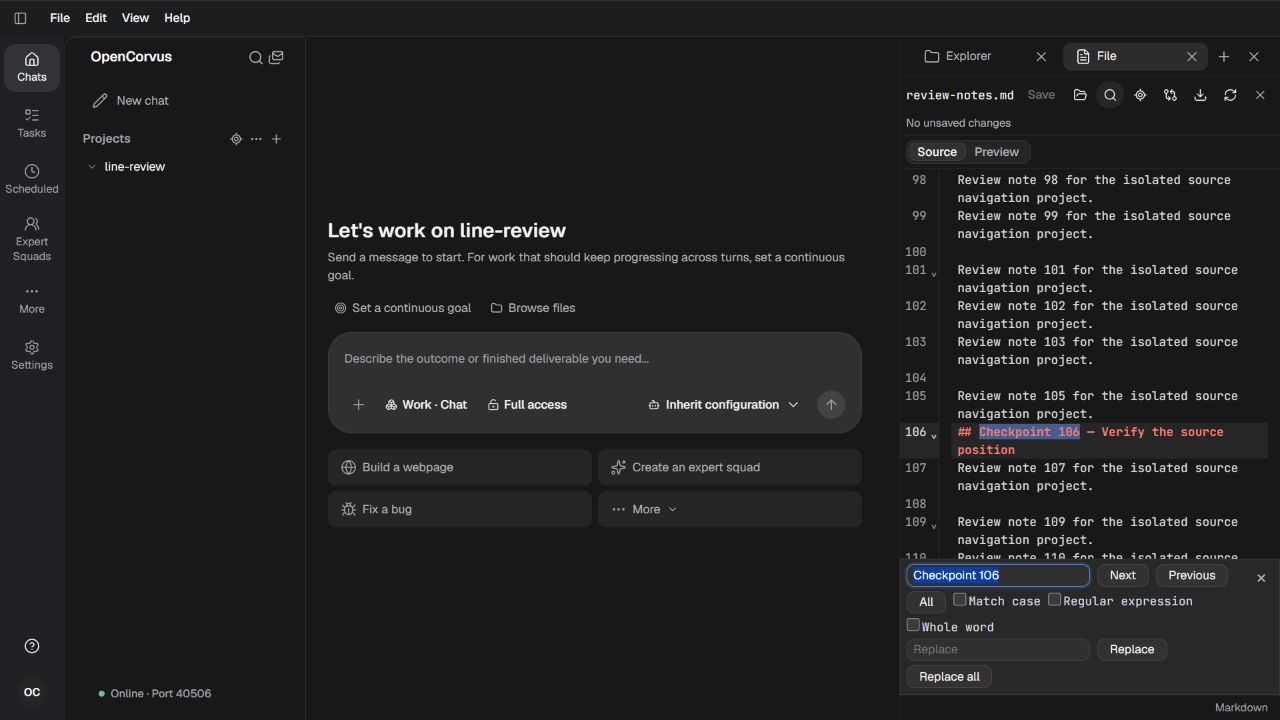 File Edit View Help
Chats
Tasks
Scheduled
Expert
Squads
More
Settings
OC
OpenCorvus
New chat
Projects
line-review
Online · Port 40506
Let's work on line-review
Send a message to start. For work that should keep progressing across turns, set a continuous
goal.
Set a continuous goal Browse files
Describe the outcome or finished deliverable you need...
Work · Chat Full access Inherit configuration
Build a webpage Create an expert squad
Fix a bug More
Explorer File
review-notes.md Save
No unsaved changes
Source Preview
98 Review note 98 for the isolated source
navigation project.
99 Review note 99 for the isolated source
navigation project.
100
101 Review note 101 for the isolated source
navigation project.
102 Review note 102 for the isolated source
navigation project.
103 Review note 103 for the isolated source
navigation project.
104
105 Review note 105 for the isolated source
navigation project.
106 ## Checkpoint 106 — Verify the source
position
107 Review note 107 for the isolated source
navigation project.
108
109 Review note 109 for the isolated source
navigation project.
110 Review note 110 for the isolated source
Checkpoint 106 Next Previous
All Match case Regular expression
Whole word
Replace Replace
Replace all
Markdown